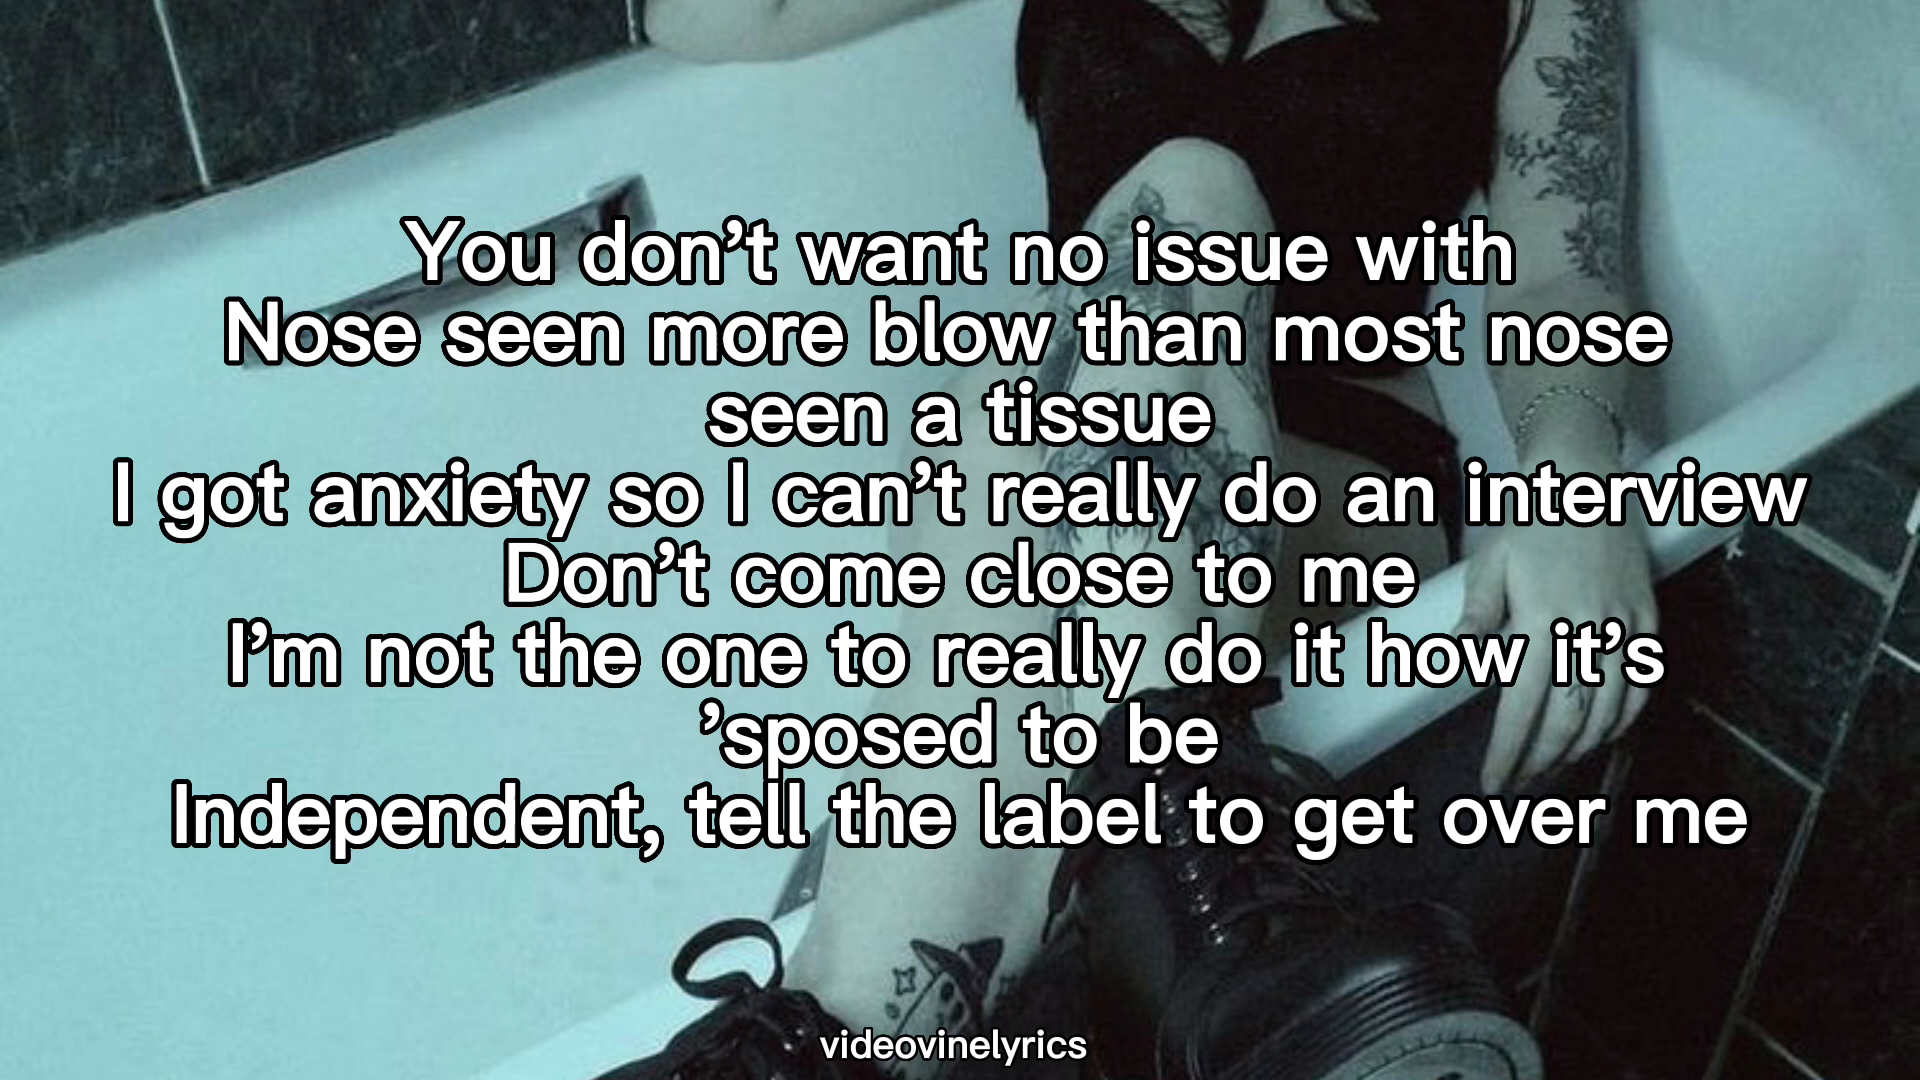 You don’t want no issue with
Nose seen more blow than most nose
seen a tissue
I got anxiety so I can’t really do an interview
Don’t come close to me
I’m not the one to really do it how it’s
’sposed to be
Independent, tell the label to get over me
videovinelyrics